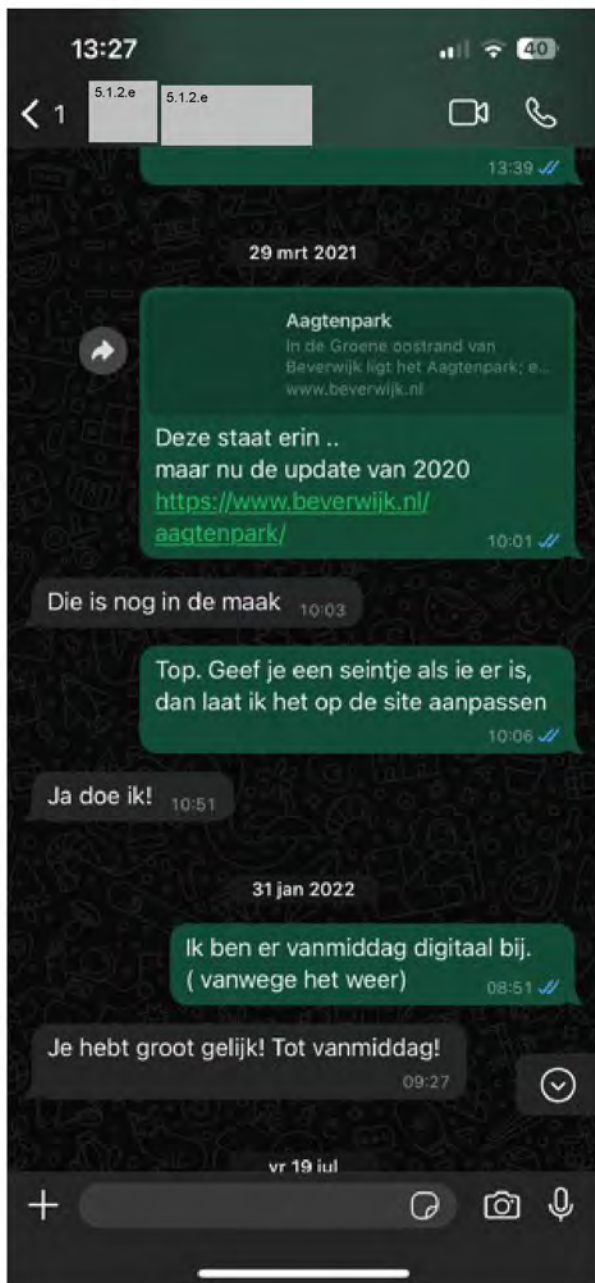 13:27
40
1
5.1.2.e
5.1.2.e
13:39
29 mrt 2021
Aagtenpark
In de Groene oostrand van
Beverwijk ligt het Aagtenpark; e...
www.beverwijk.nl
Deze staat erin ..
maar nu de update van 2020
https://www.beverwijk.nl/
aagtenpark/
10:01
Die is nog in de maak 10:03
Top. Geef je een seintje als ie er is,
dan laat ik het op de site aanpassen
10:06
Ja doe ik! 10:51
31 jan 2022
Ik ben er vanmiddag digitaal bij.
( vanwege het weer) 08:51
Je hebt groot gelijk! Tot vanmiddag!
09:27
vr 19 jul